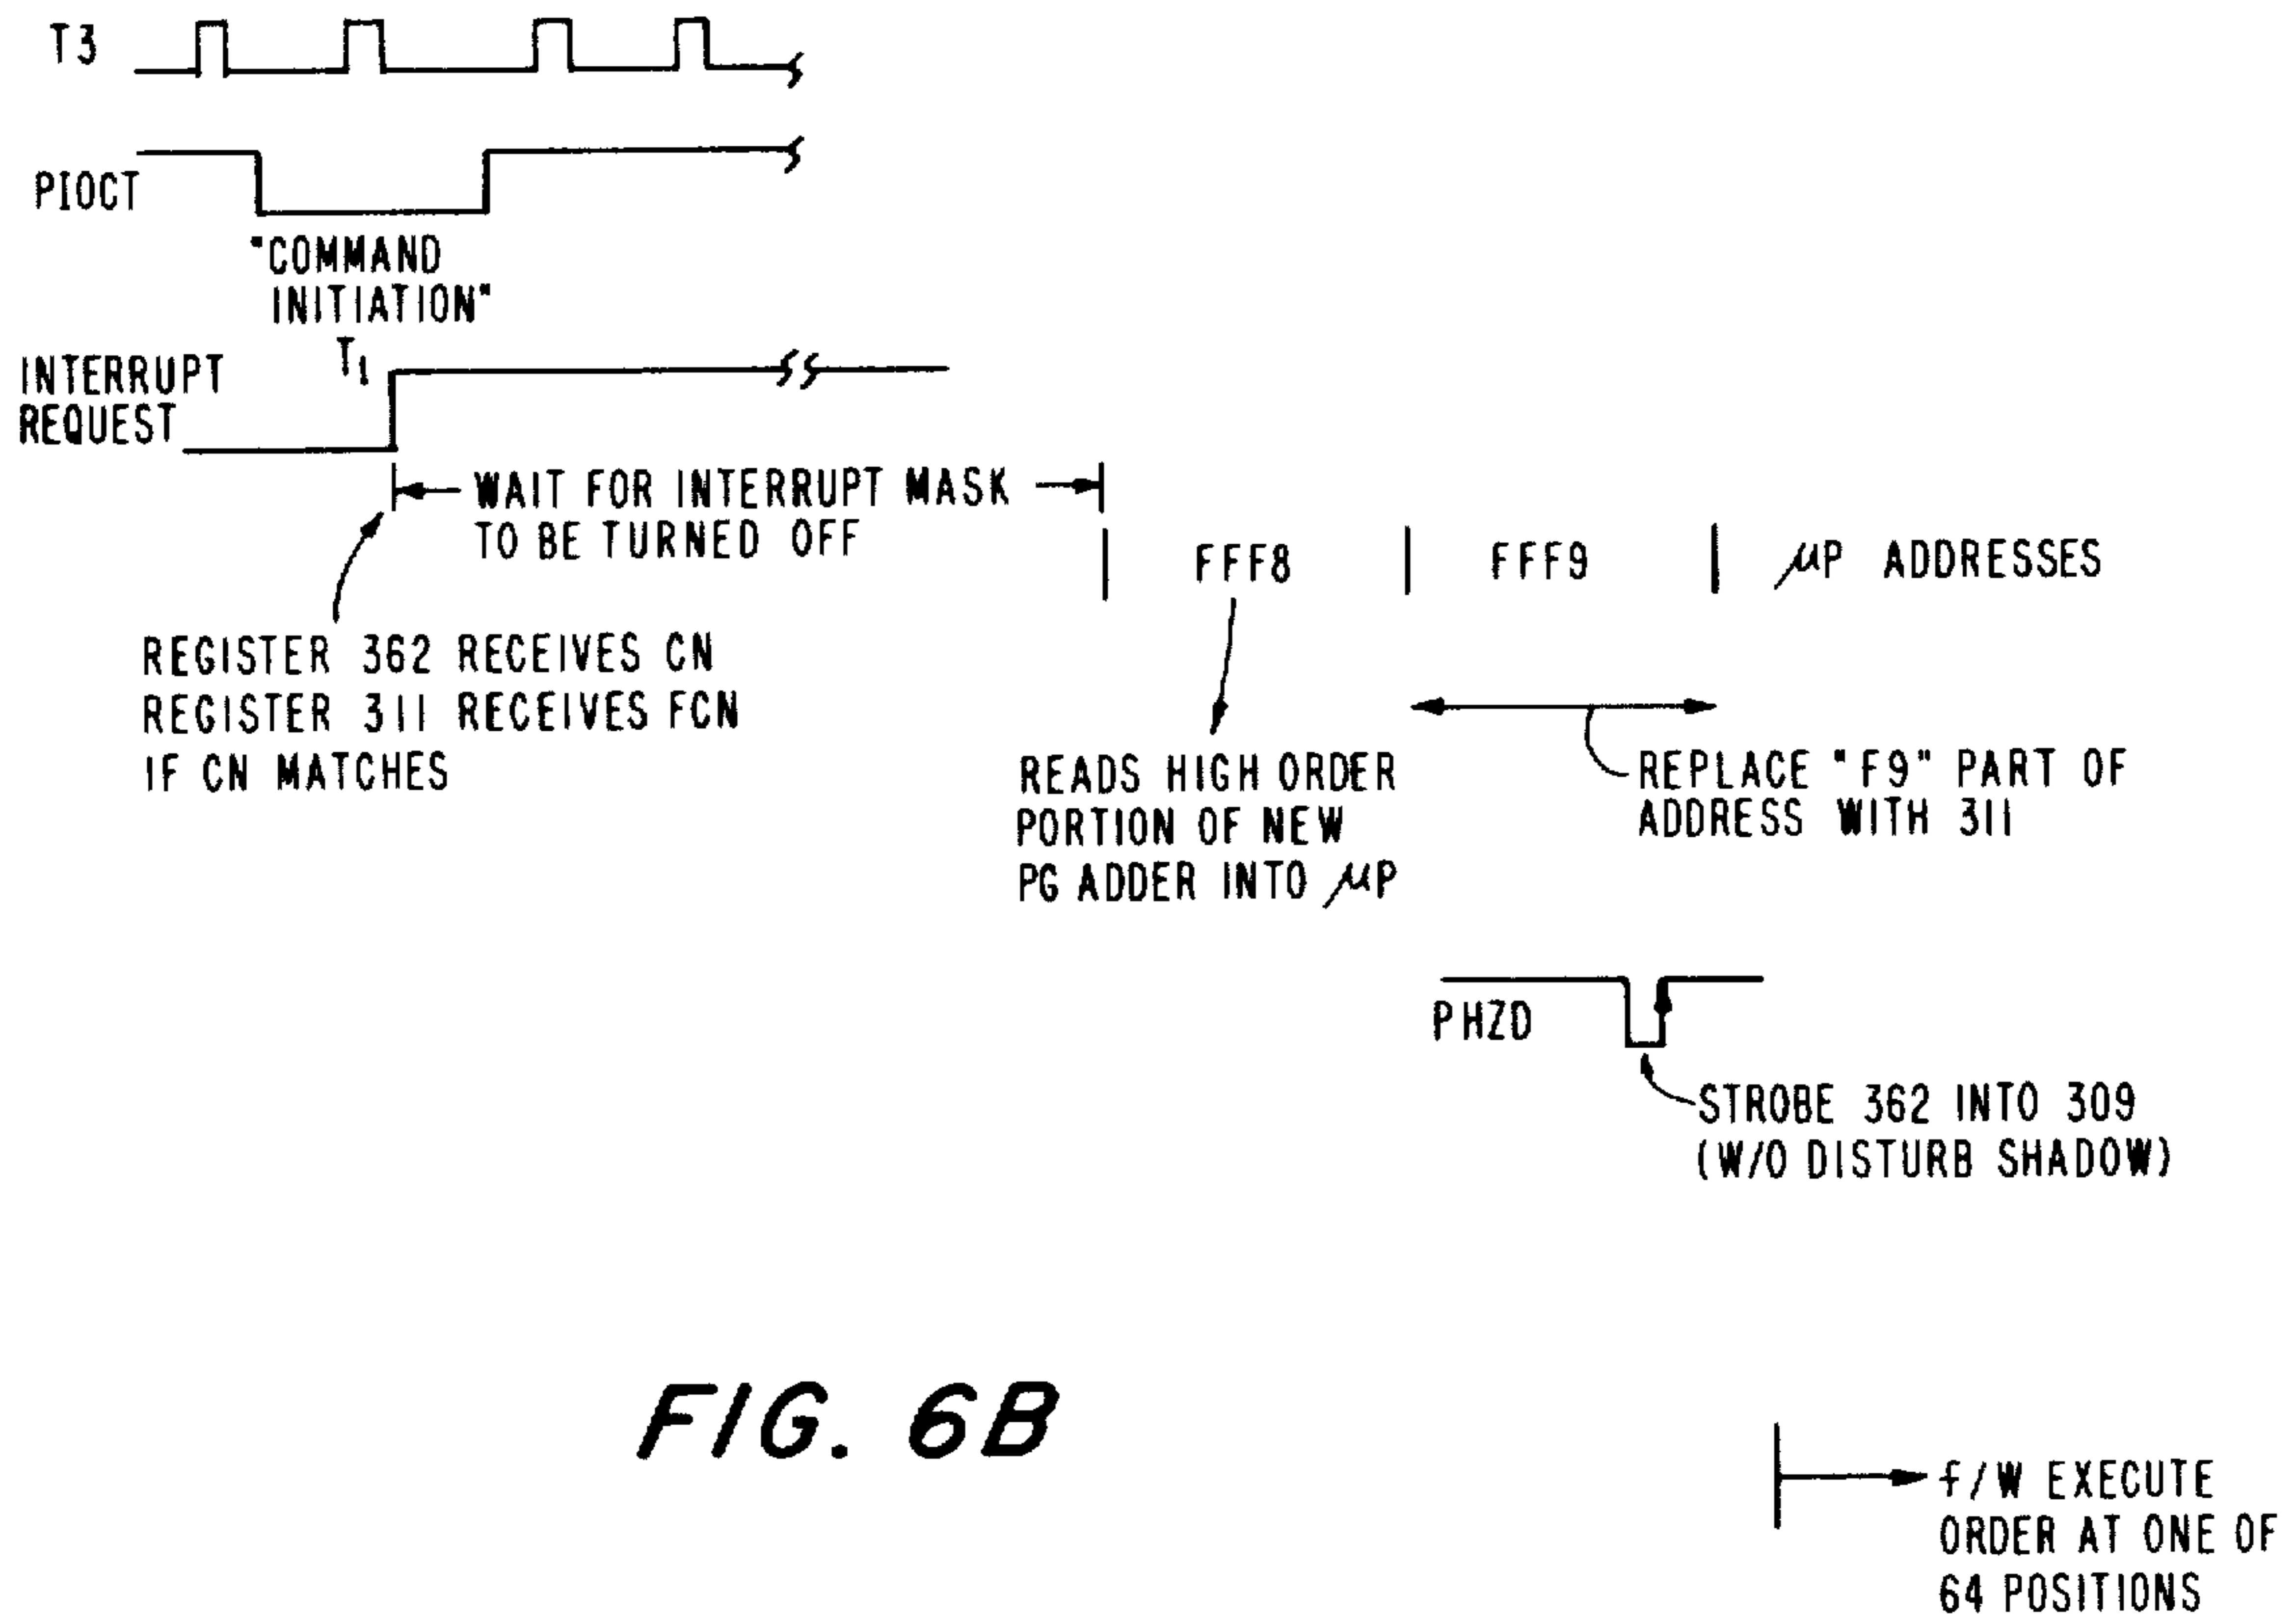 T3
PIOCT
"COMMAND
INITIATION"
T1
INTERRUPT
REQUEST
WAIT FOR INTERRUPT MASK
TO BE TURNED OFF
FFF8
FFF9
μP ADDRESSES
REGISTER 362 RECEIVES CN
REGISTER 311 RECEIVES FCN
IF CN MATCHES
READS HIGH ORDER
PORTION OF NEW
PG ADDER INTO μP
REPLACE "F9" PART OF
ADDRESS WITH 311
PHZD
STROBE 362 INTO 309
(W/O DISTURB SHADOW)
FIG. 6B
f/W EXECUTE
ORDER AT ONE OF
64 POSITIONS